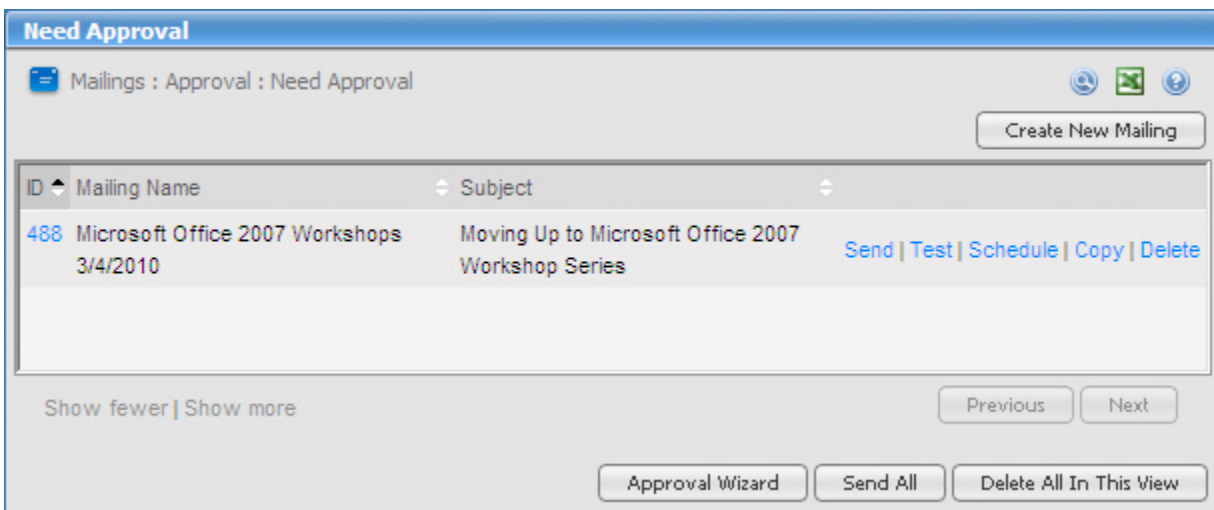 Need Approval
Mailings : Approval : Need Approval
Create New Mailing
ID Mailing Name Subject
488 Microsoft Office 2007 Workshops Moving Up to Microsoft Office 2007 Send | Test | Schedule | Copy | Delete
3/4/2010 Workshop Series
Show fewer | Show more Previous Next
Approval Wizard Send All Delete All In This View